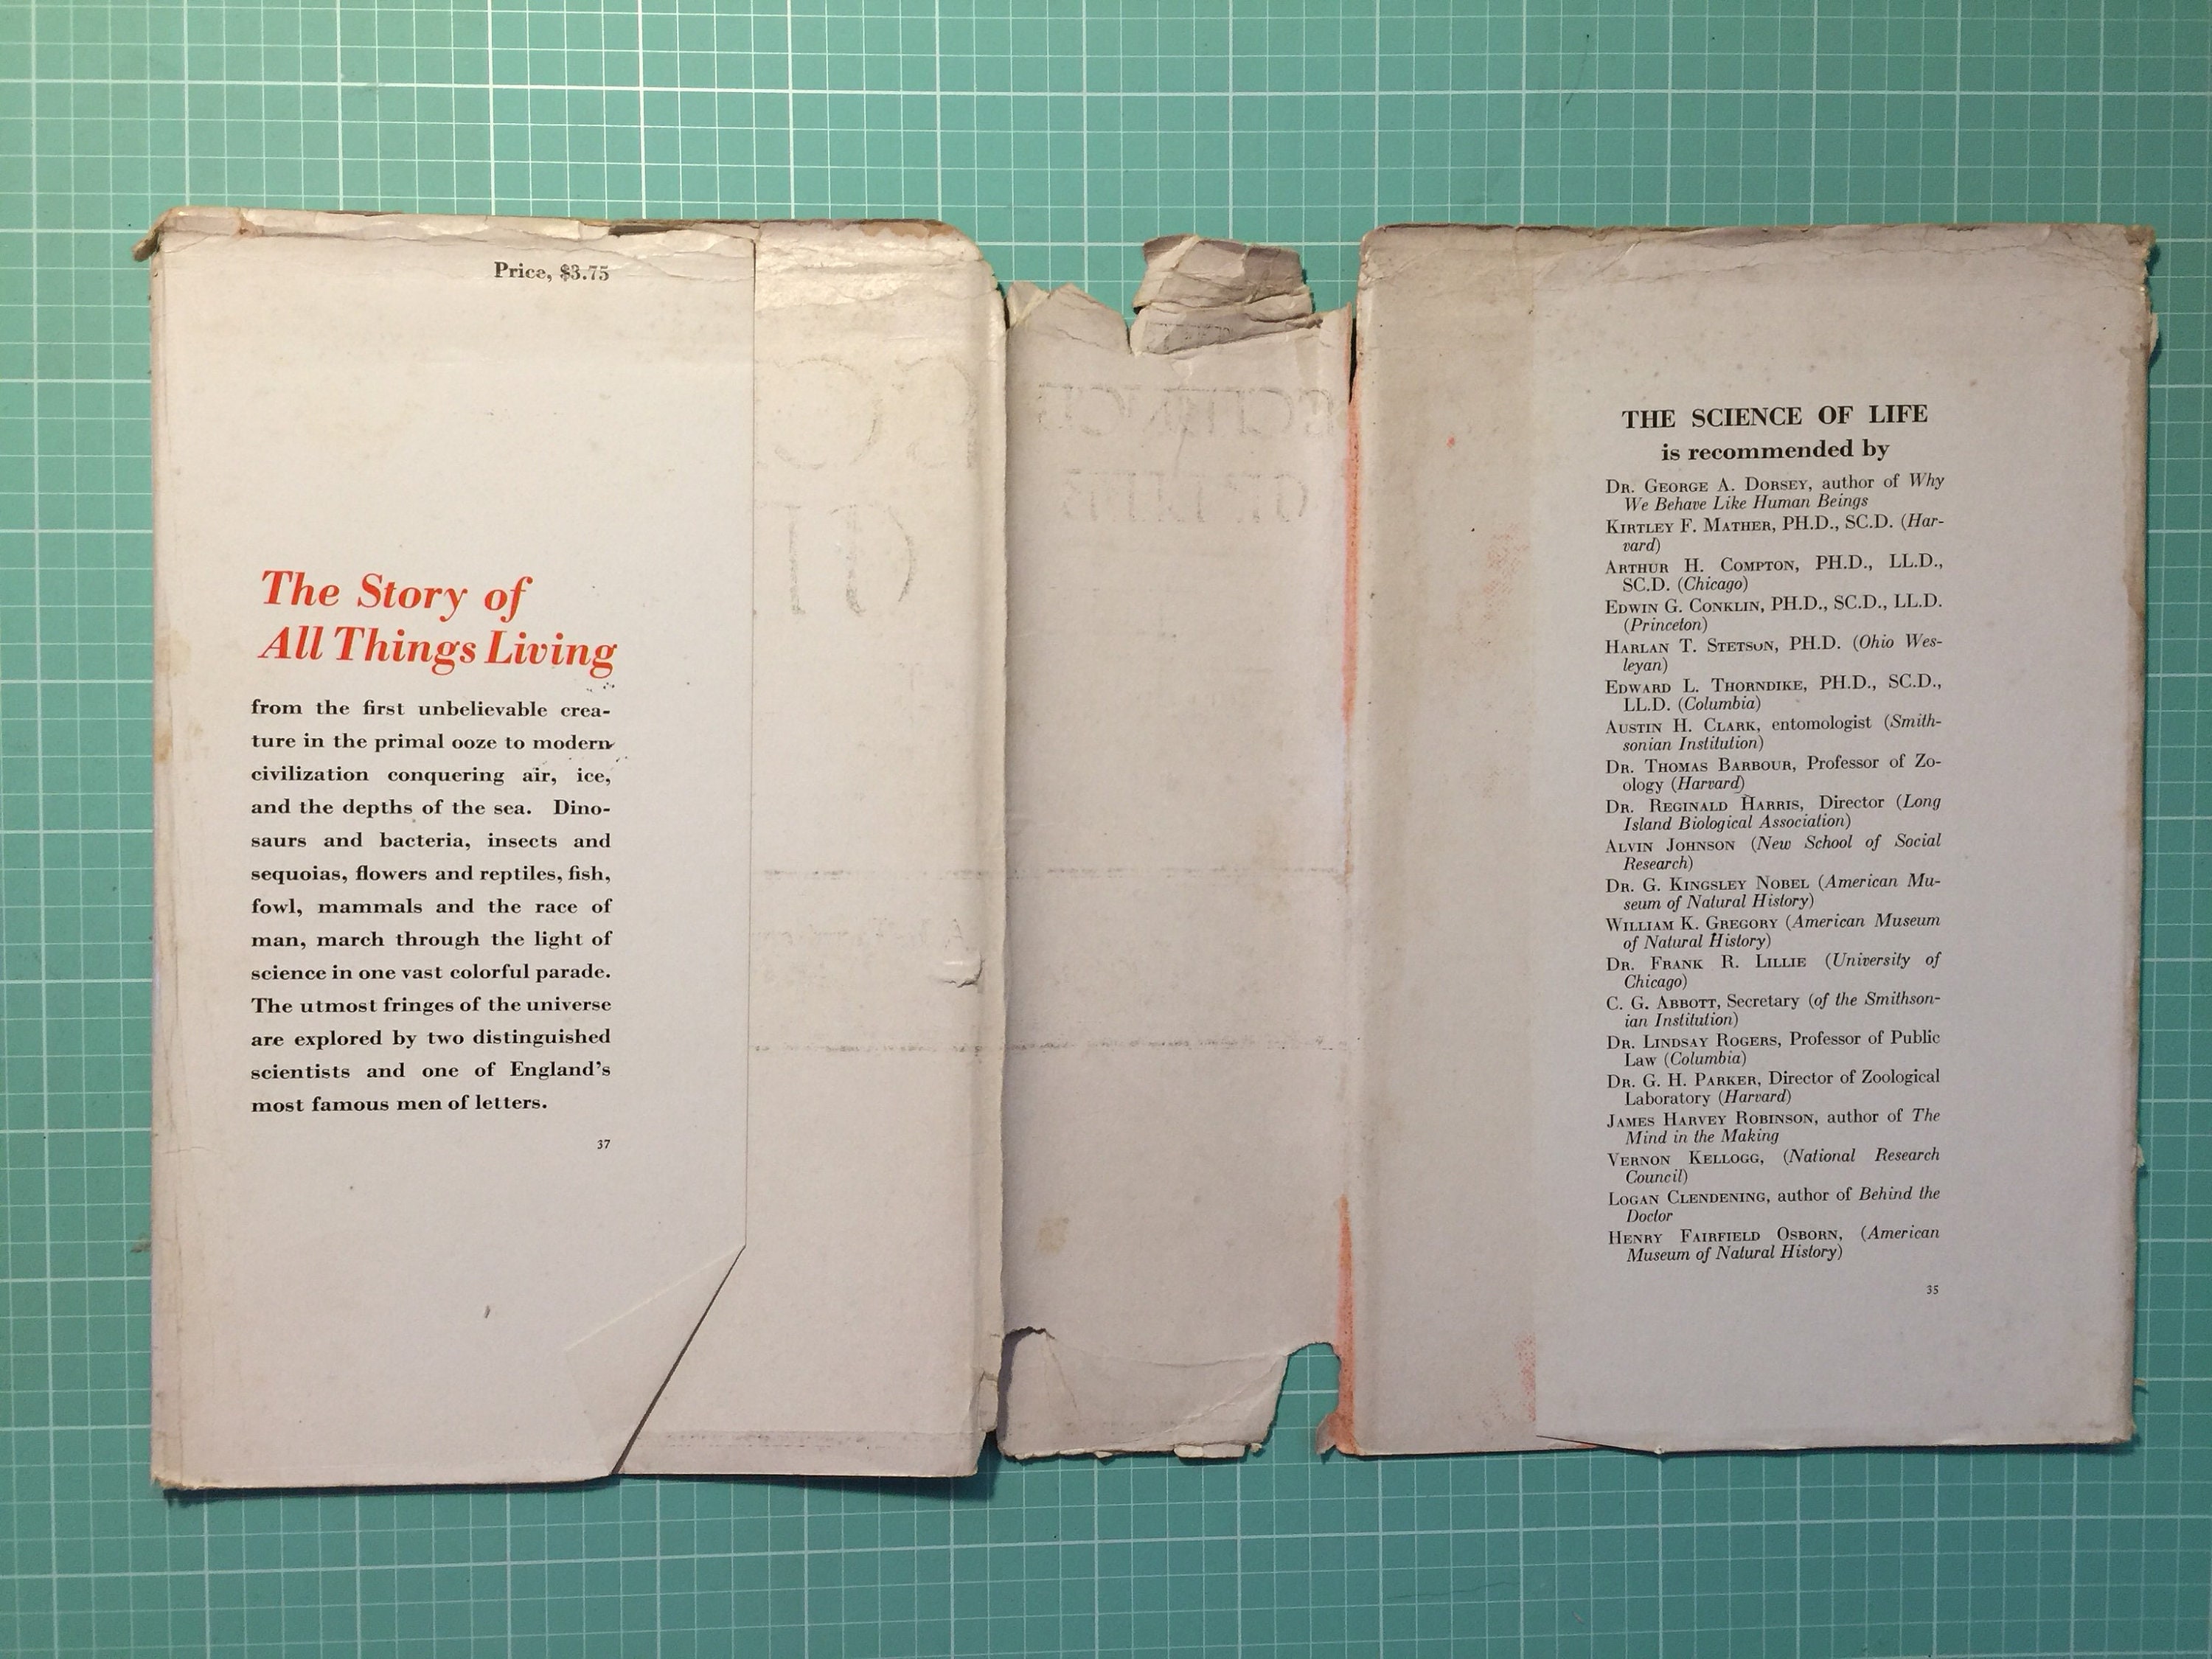 Price, $3.75
The Story of
All Things Living
from the first unbelievable crea-
ture in the primal ooze to modern
civilization conquering air, ice,
and the depths of the sea. Dino-
saurs and bacteria, insects and
sequoias, flowers and reptiles, fish,
fowl, mammals and the race of
man, march through the light of
science in one vast colorful parade.
The utmost fringes of the universe
are explored by two distinguished
scientists and one of England's
most famous men of letters.
37
SCIENCE
OF LIFE
THE SCIENCE OF LIFE
is recommended by
DR. GEORGE A. DORSEY, author of Why
We Behave Like Human Beings
KIRTLEY F. MATHER, PH.D., SC.D. (Har-
vard)
ARTHUR H. COMPTON, PH.D., LL.D.,
SC.D. (Chicago)
EDWIN G. CONKLIN, PH.D., SC.D., LL.D.
(Princeton)
HARLAN T. STETSON, PH.D. (Ohio Wes-
leyan)
EDWARD L. THORNDIKE, PH.D., SC.D.,
LL.D. (Columbia)
AUSTIN H. CLARK, entomologist (Smith-
sonian Institution)
DR. THOMAS BARBOUR, Professor of Zo-
ology (Harvard)
DR. REGINALD HARRIS, Director (Long
Island Biological Association)
ALVIN JOHNSON (New School of Social
Research)
DR. G. KINGSLEY NOBEL (American Mu-
seum of Natural History)
WILLIAM K. GREGORY (American Museum
of Natural History)
DR. FRANK R. LILLIE (University of
Chicago)
C. G. ABBOTT, Secretary (of the Smithson-
ian Institution)
DR. LINDSAY ROGERS, Professor of Public
Law (Columbia)
DR. G. H. PARKER, Director of Zoological
Laboratory (Harvard)
JAMES HARVEY ROBINSON, author of The
Mind in the Making
VERNON KELLOGG, (National Research
Council)
LOGAN CLENDENING, author of Behind the
Doctor
HENRY FAIRFIELD OSBORN, (American
Museum of Natural History)
35